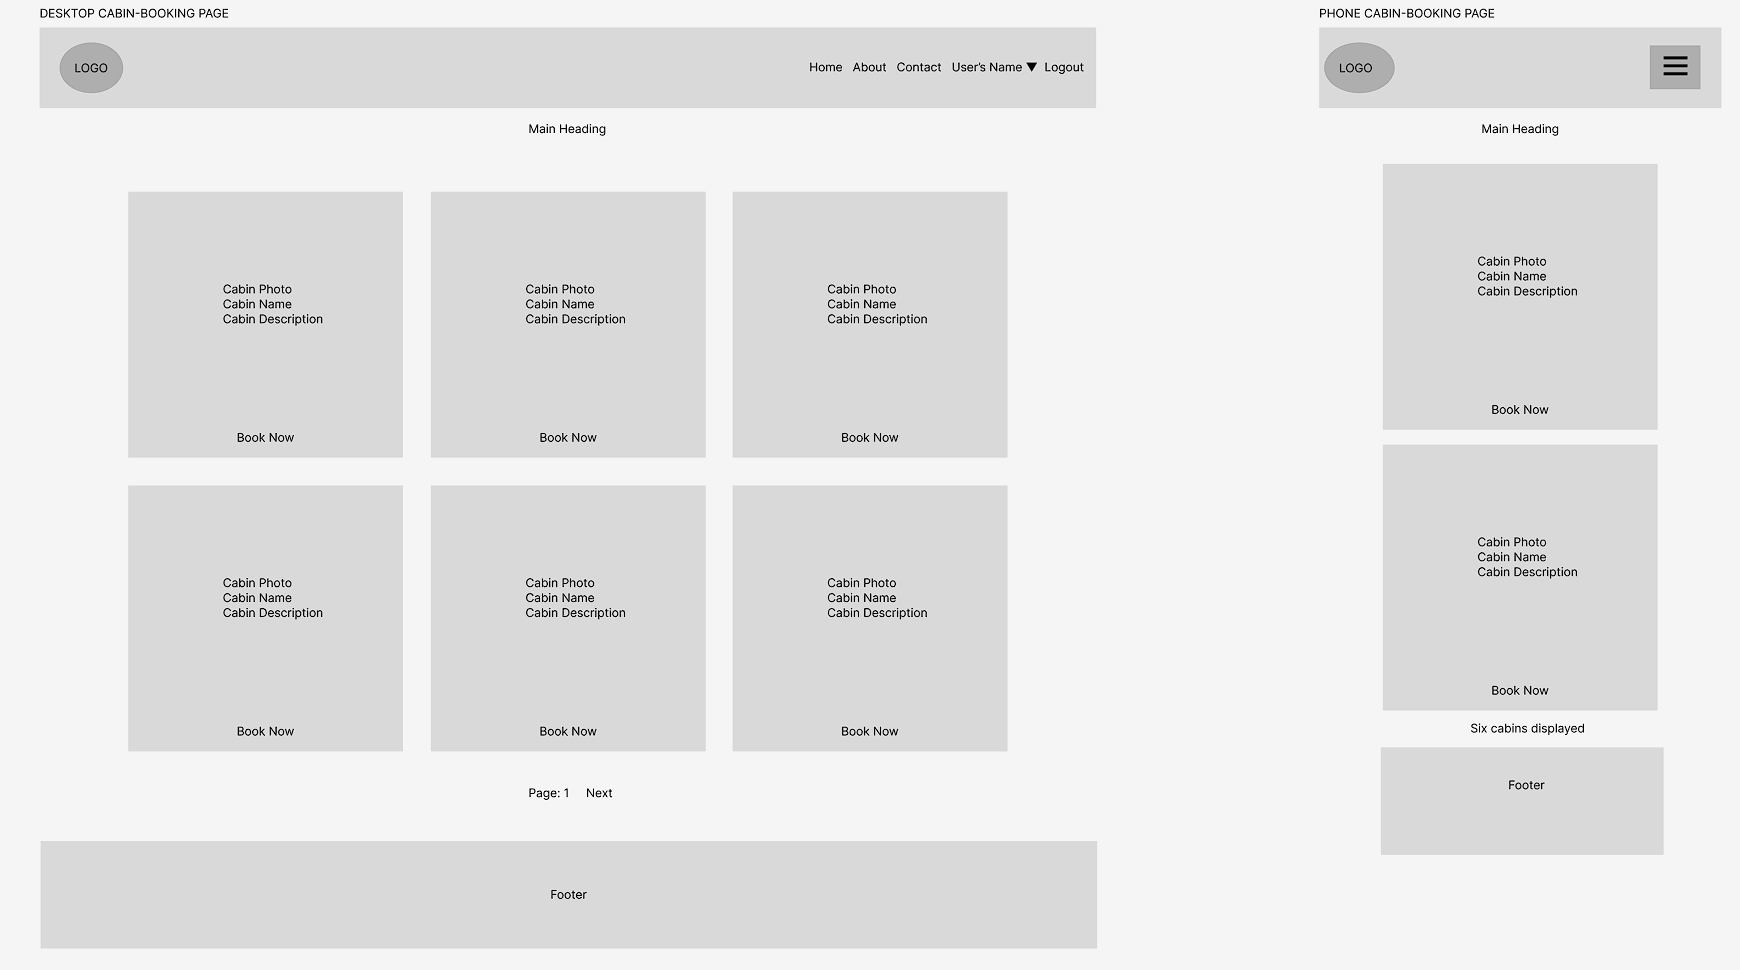 DESKTOP CABIN-BOOKING PAGE
LOGO
Home About Contact User's Name ▼ Logout
Main Heading
Cabin Photo
Cabin Name
Cabin Description
Book Now
Cabin Photo
Cabin Name
Cabin Description
Book Now
Cabin Photo
Cabin Name
Cabin Description
Book Now
Cabin Photo
Cabin Name
Cabin Description
Book Now
Cabin Photo
Cabin Name
Cabin Description
Book Now
Cabin Photo
Cabin Name
Cabin Description
Book Now
Page: 1 Next
Footer
PHONE CABIN-BOOKING PAGE
LOGO
Main Heading
Cabin Photo
Cabin Name
Cabin Description
Book Now
Cabin Photo
Cabin Name
Cabin Description
Book Now
Six cabins displayed
Footer